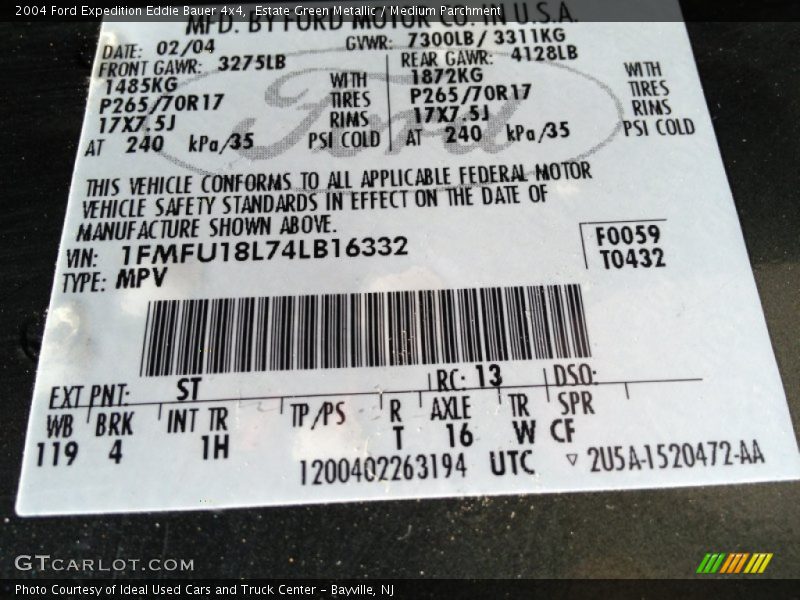 2004 Ford Expedition Eddie Bauer 4x4, Estate Green Metallic / Medium Parchment
MFD. BY FORD MOTOR CO. IN U.S.A.
DATE: 02/04 GVWR: 7300LB / 3311KG
FRONT GAWR: 3275LB REAR GAWR: 4128LB
1485KG WITH 1872KG WITH
P265/70R17 TIRES P265/70R17 TIRES
17X7.5J RIMS 17X7.5J RIMS
AT 240 kPa/35 PSI COLD AT 240 kPa/35 PSI COLD
Ford
THIS VEHICLE CONFORMS TO ALL APPLICABLE FEDERAL MOTOR
VEHICLE SAFETY STANDARDS IN EFFECT ON THE DATE OF
MANUFACTURE SHOWN ABOVE.
VIN: 1FMFU18L74LB16332 F0059
TYPE: MPV T0432
EXT PNT: ST RC: 13 DSO:
WB BRK INT TR TP/PS R AXLE TR SPR
119 4 1H T 16 W CF
1200402263194 UTC ▽ 2U5A-1520472-AA
GTCARLOT.COM
Photo Courtesy of Ideal Used Cars and Truck Center – Bayville, NJ